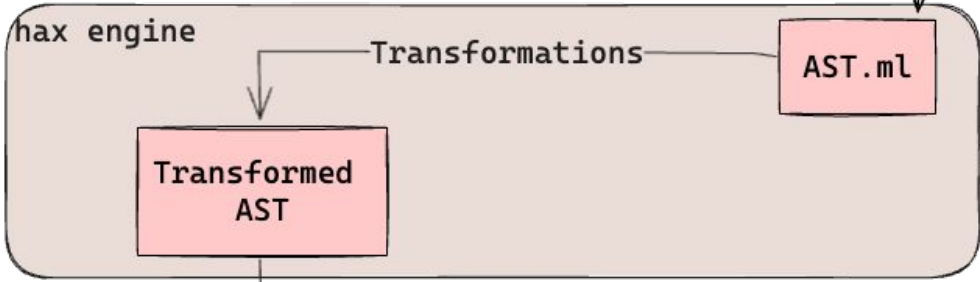 hax engine
Transformations
AST.ml
Transformed
AST